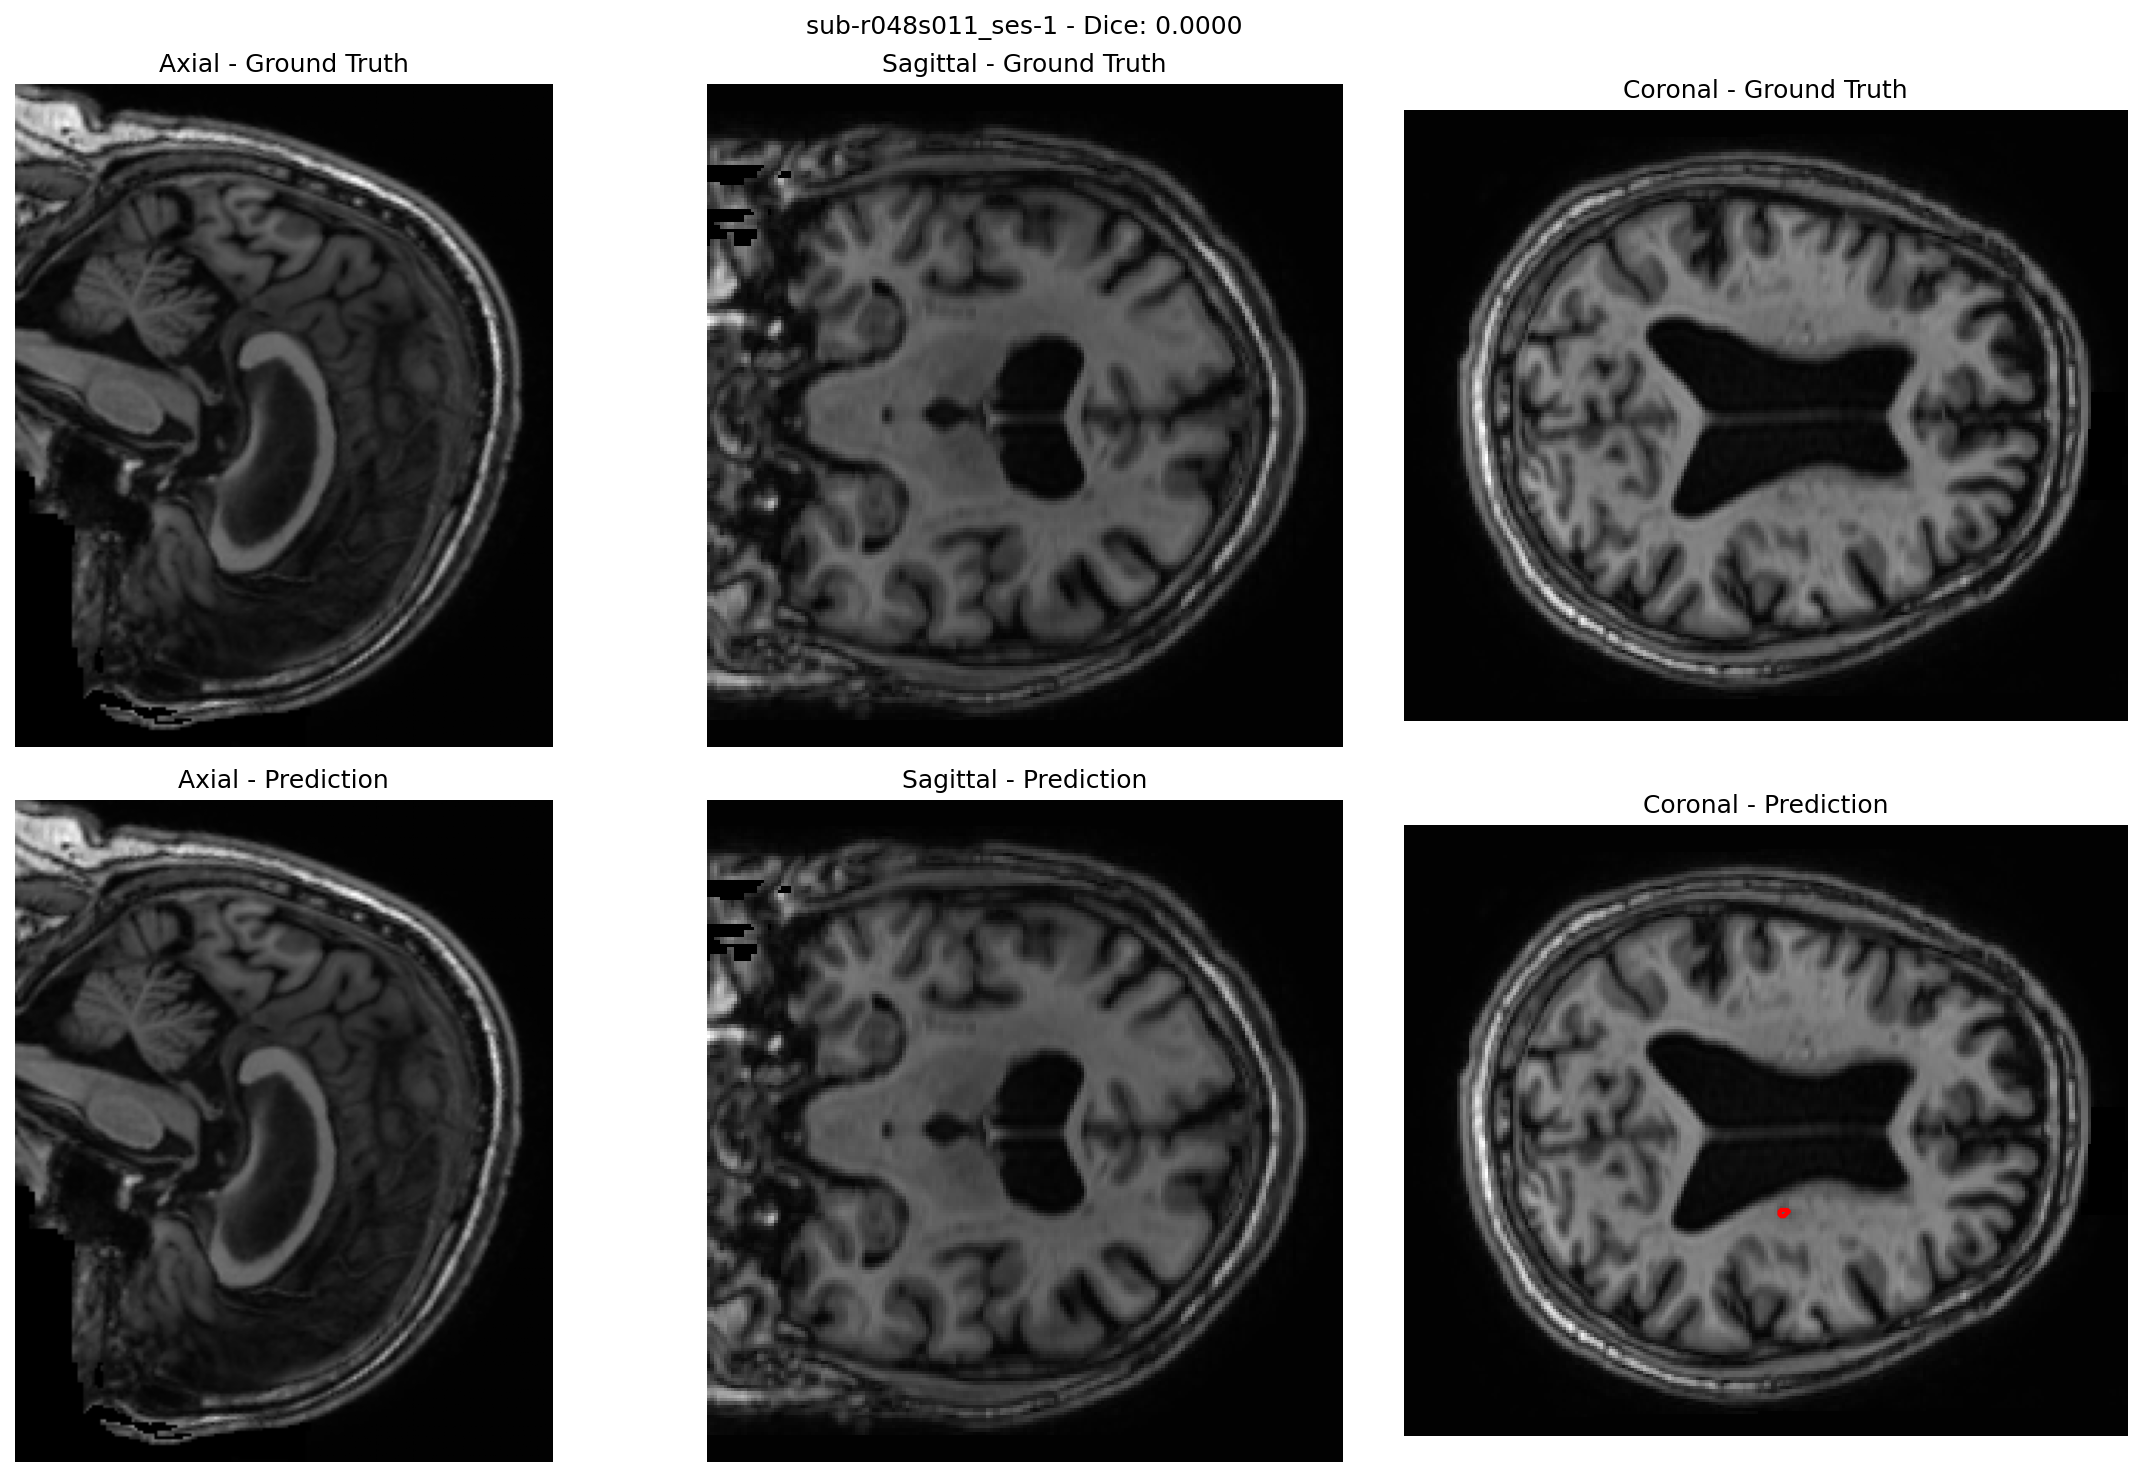 sub-r048s011_ses-1 - Dice: 0.0000
Axial - Ground Truth
Sagittal - Ground Truth
Coronal - Ground Truth
Axial - Prediction
Sagittal - Prediction
Coronal - Prediction